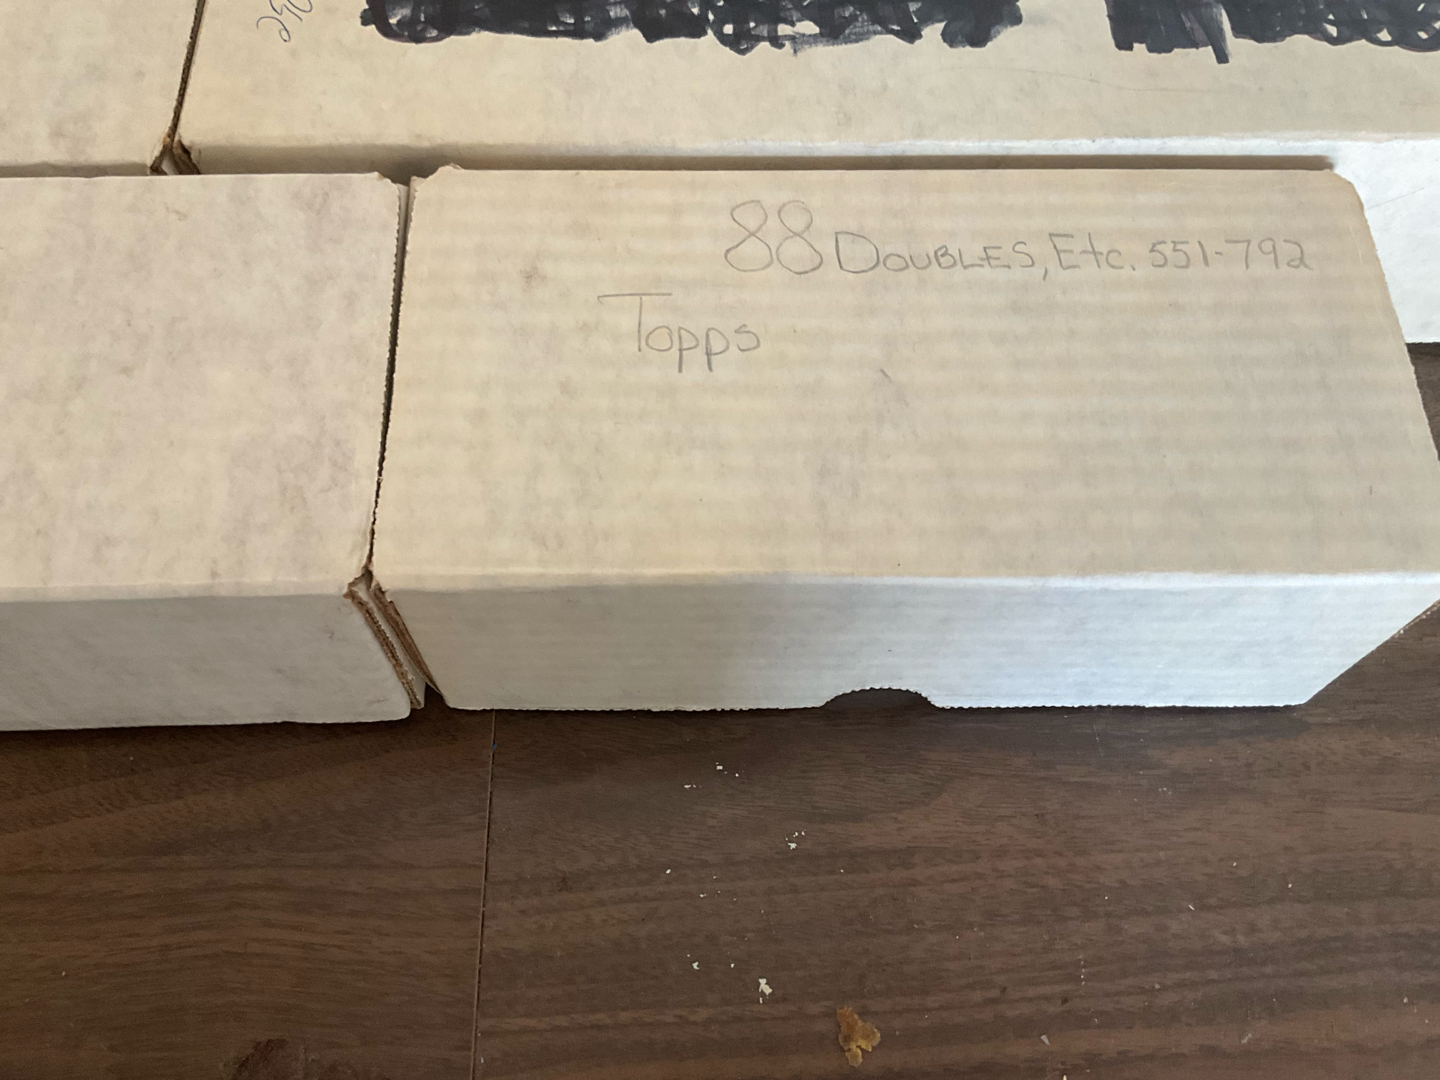 88 DOUBLES, Etc. 551-792
Topps